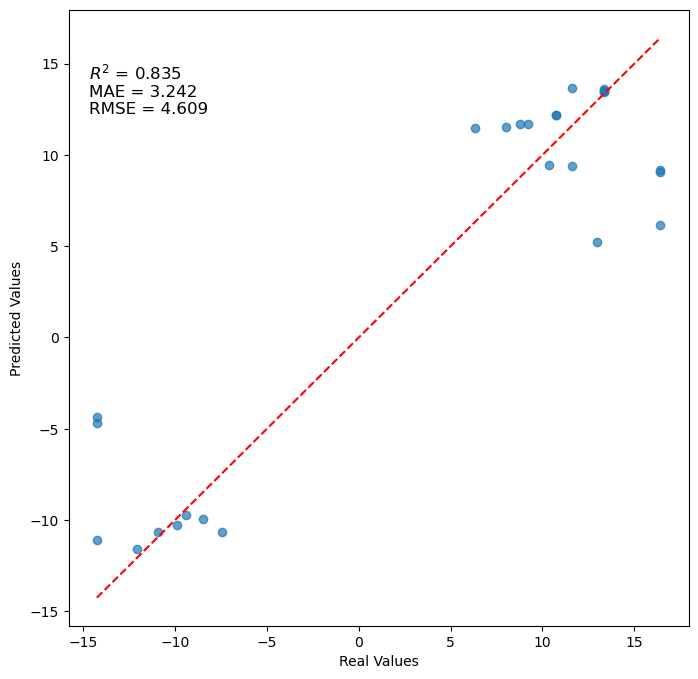 R² = 0.835
MAE = 3.242
RMSE = 4.609
Predicted Values
15
10
5
0
−5
−10
−15
−15 −10 −5 0 5 10 15
Real Values